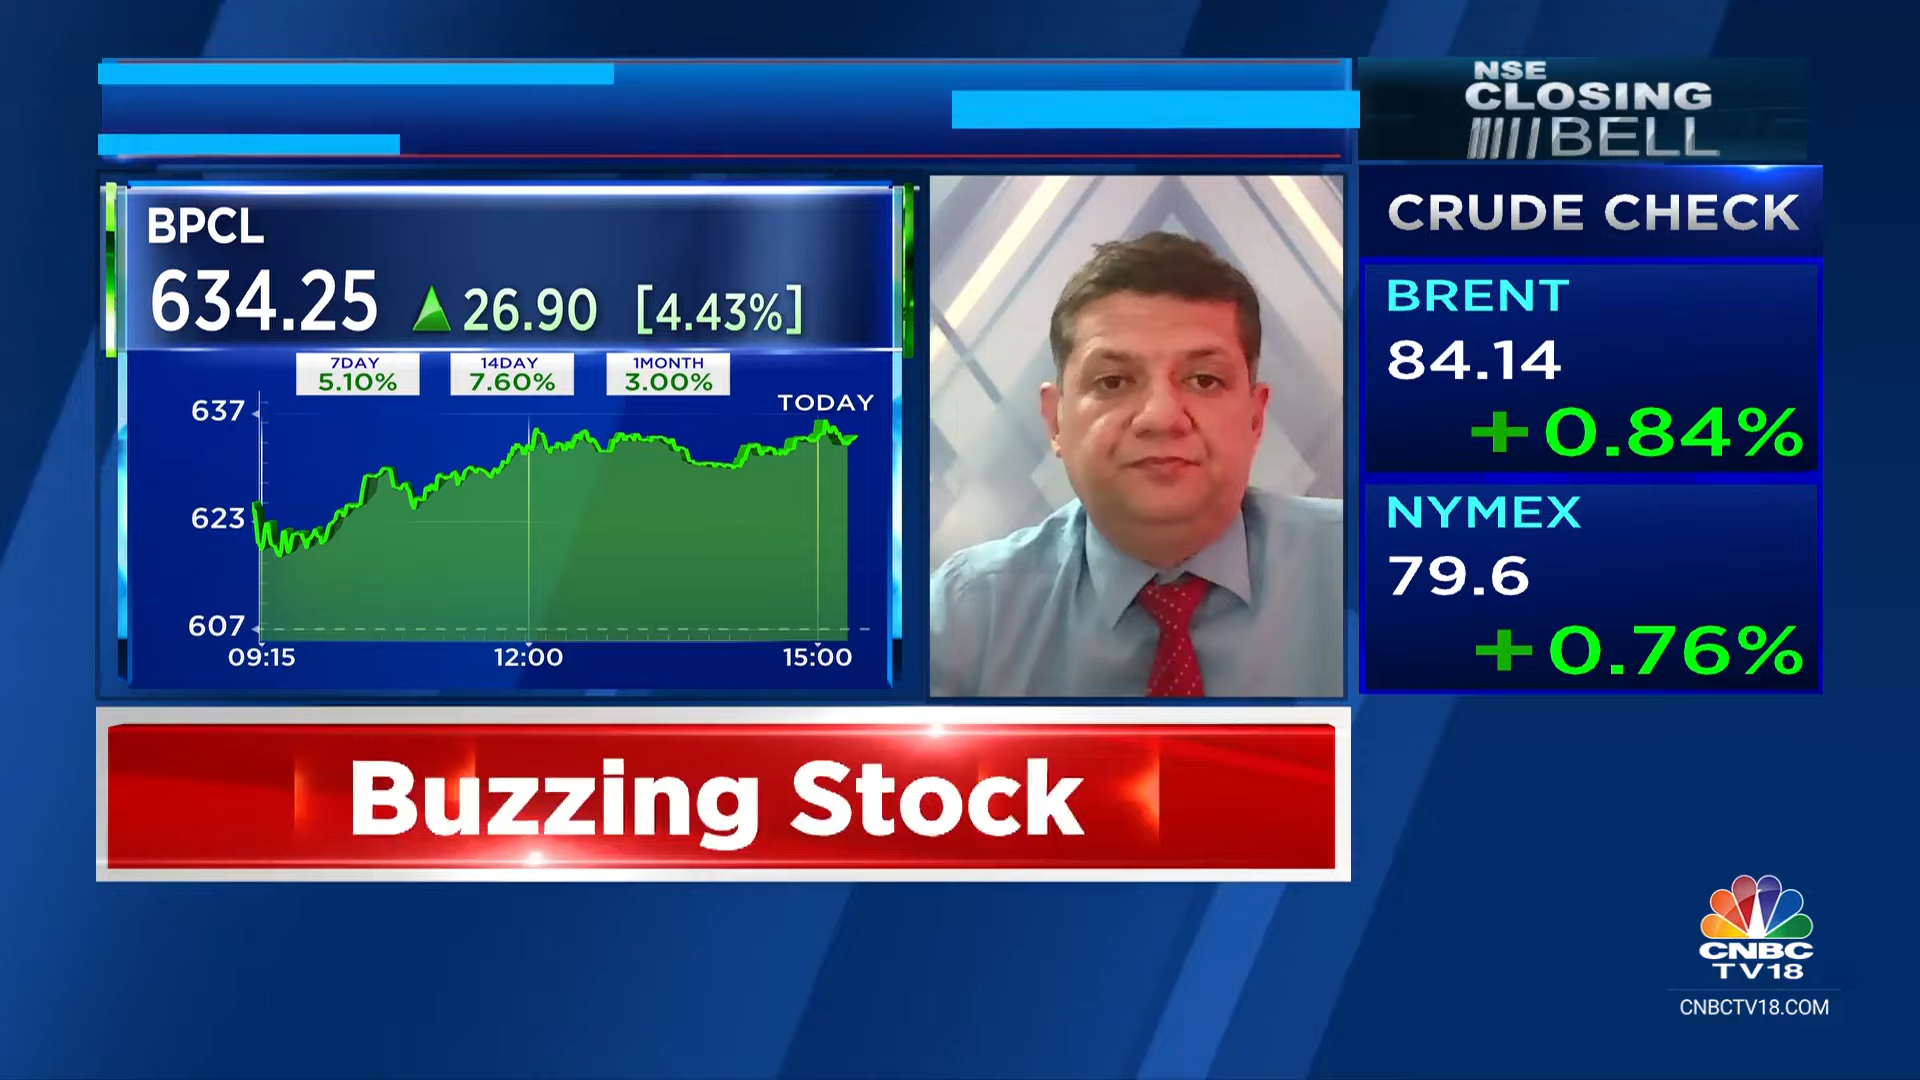 NSE
CLOSING
BELL
BPCL
634.25 ▲ 26.90 [4.43%]
7DAY
5.10%
14DAY
7.60%
1MONTH
3.00%
TODAY
637
623
607
09:15 12:00 15:00
CRUDE CHECK
BRENT
84.14
+0.84%
NYMEX
79.6
+0.76%
Buzzing Stock
CNBC
TV18
CNBCTV18.COM